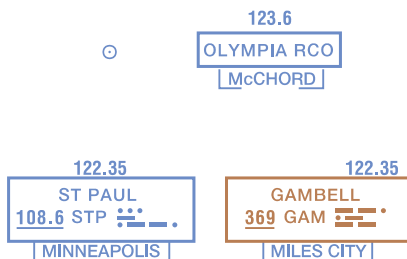 123.6
OLYMPIA RCO
McCHORD
122.35
ST PAUL
108.6 STP
MINNEAPOLIS
122.35
GAMBELL
369 GAM
MILES CITY